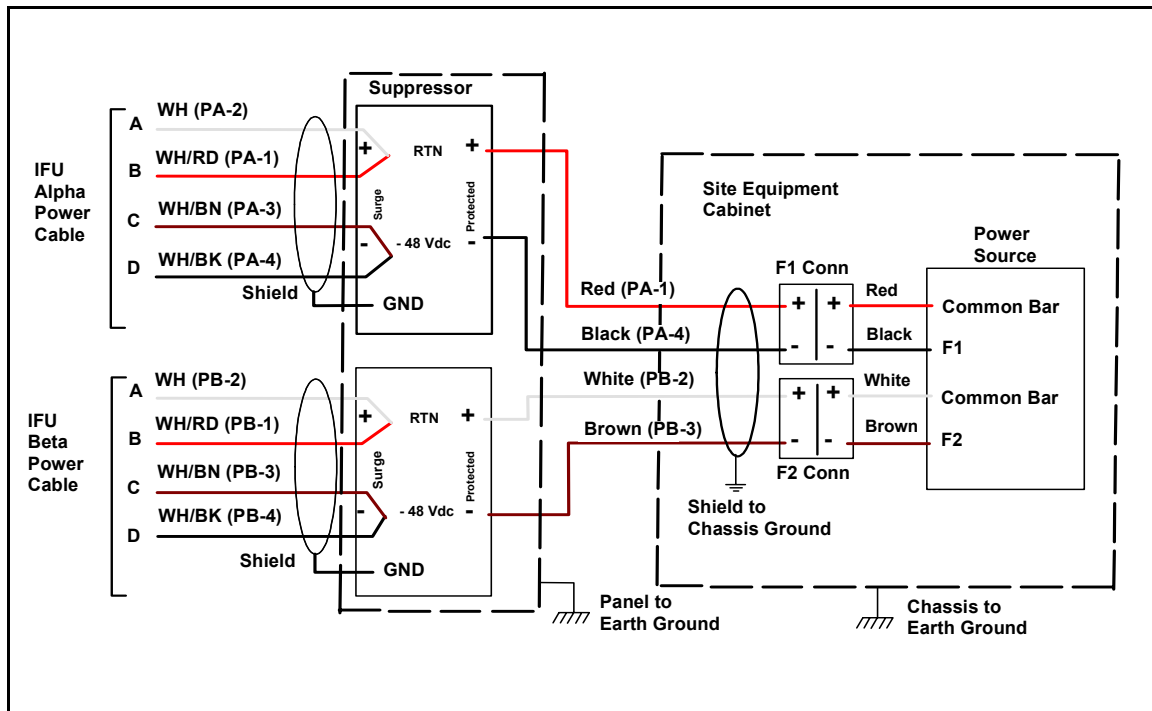 Suppressor
IFU
Alpha
Power
Cable
A
WH (PA-2)
B
WH/RD (PA-1)
C
WH/BN (PA-3)
D
WH/BK (PA-4)
Shield
+
RTN
+
Surge
Protected
-
- 48 Vdc
-
GND
IFU
Beta
Power
Cable
A
WH (PB-2)
B
WH/RD (PB-1)
C
WH/BN (PB-3)
D
WH/BK (PB-4)
Shield
+
RTN
+
Surge
Protected
-
- 48 Vdc
-
GND
Panel to
Earth Ground
Red (PA-1)
Black (PA-4)
White (PB-2)
Brown (PB-3)
Shield to
Chassis Ground
Site Equipment
Cabinet
F1 Conn
+ +
- -
+ +
- -
F2 Conn
Red
Black
White
Brown
Power
Source
Common Bar
F1
Common Bar
F2
Chassis to
Earth Ground